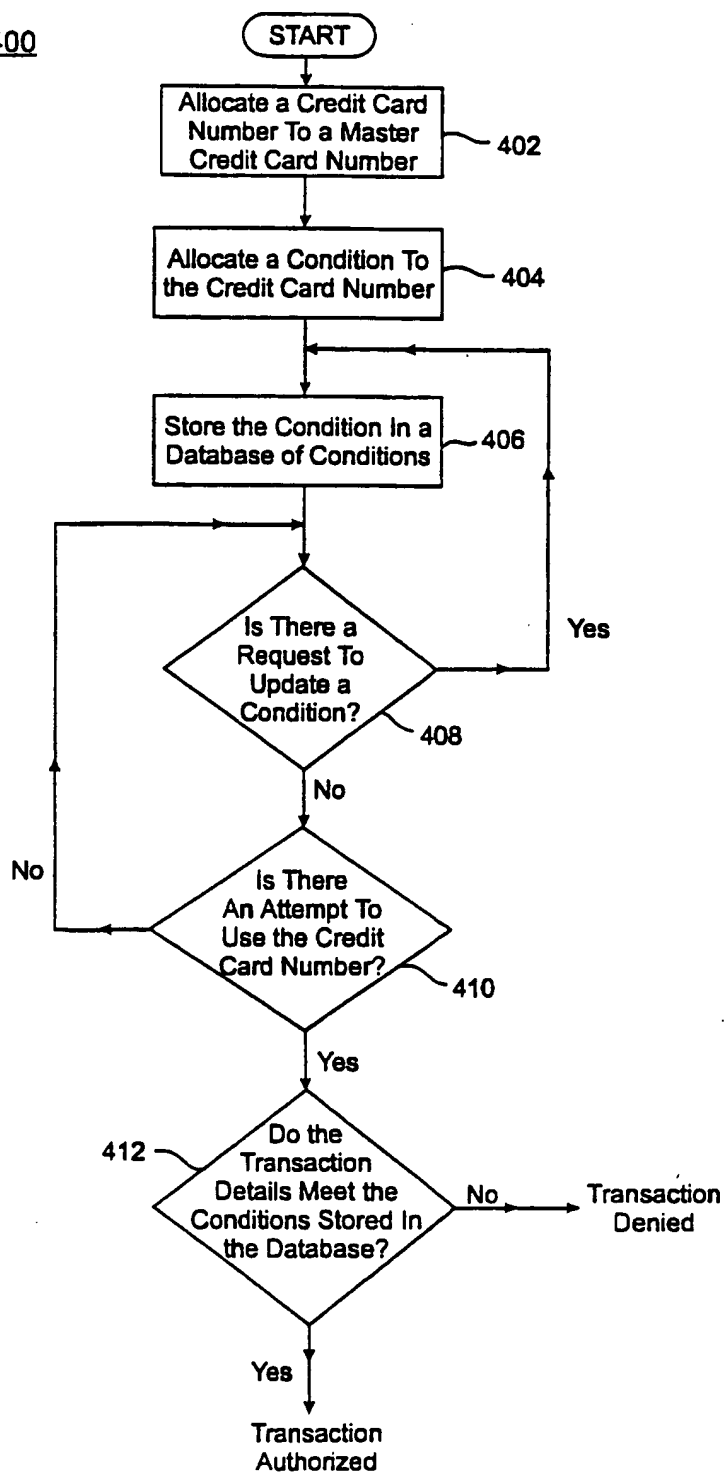 START
Allocate a Credit Card
Number To a Master
Credit Card Number
402
Allocate a Condition To
the Credit Card Number
404
Store the Condition In a
Database of Conditions
406
Is There a
Request To
Update a
Condition?
408
Yes
No
Is There
An Attempt To
Use the Credit
Card Number?
410
No
Yes
412
Do the
Transaction
Details Meet the
Conditions Stored In
the Database?
No
Transaction
Denied
Yes
Transaction
Authorized